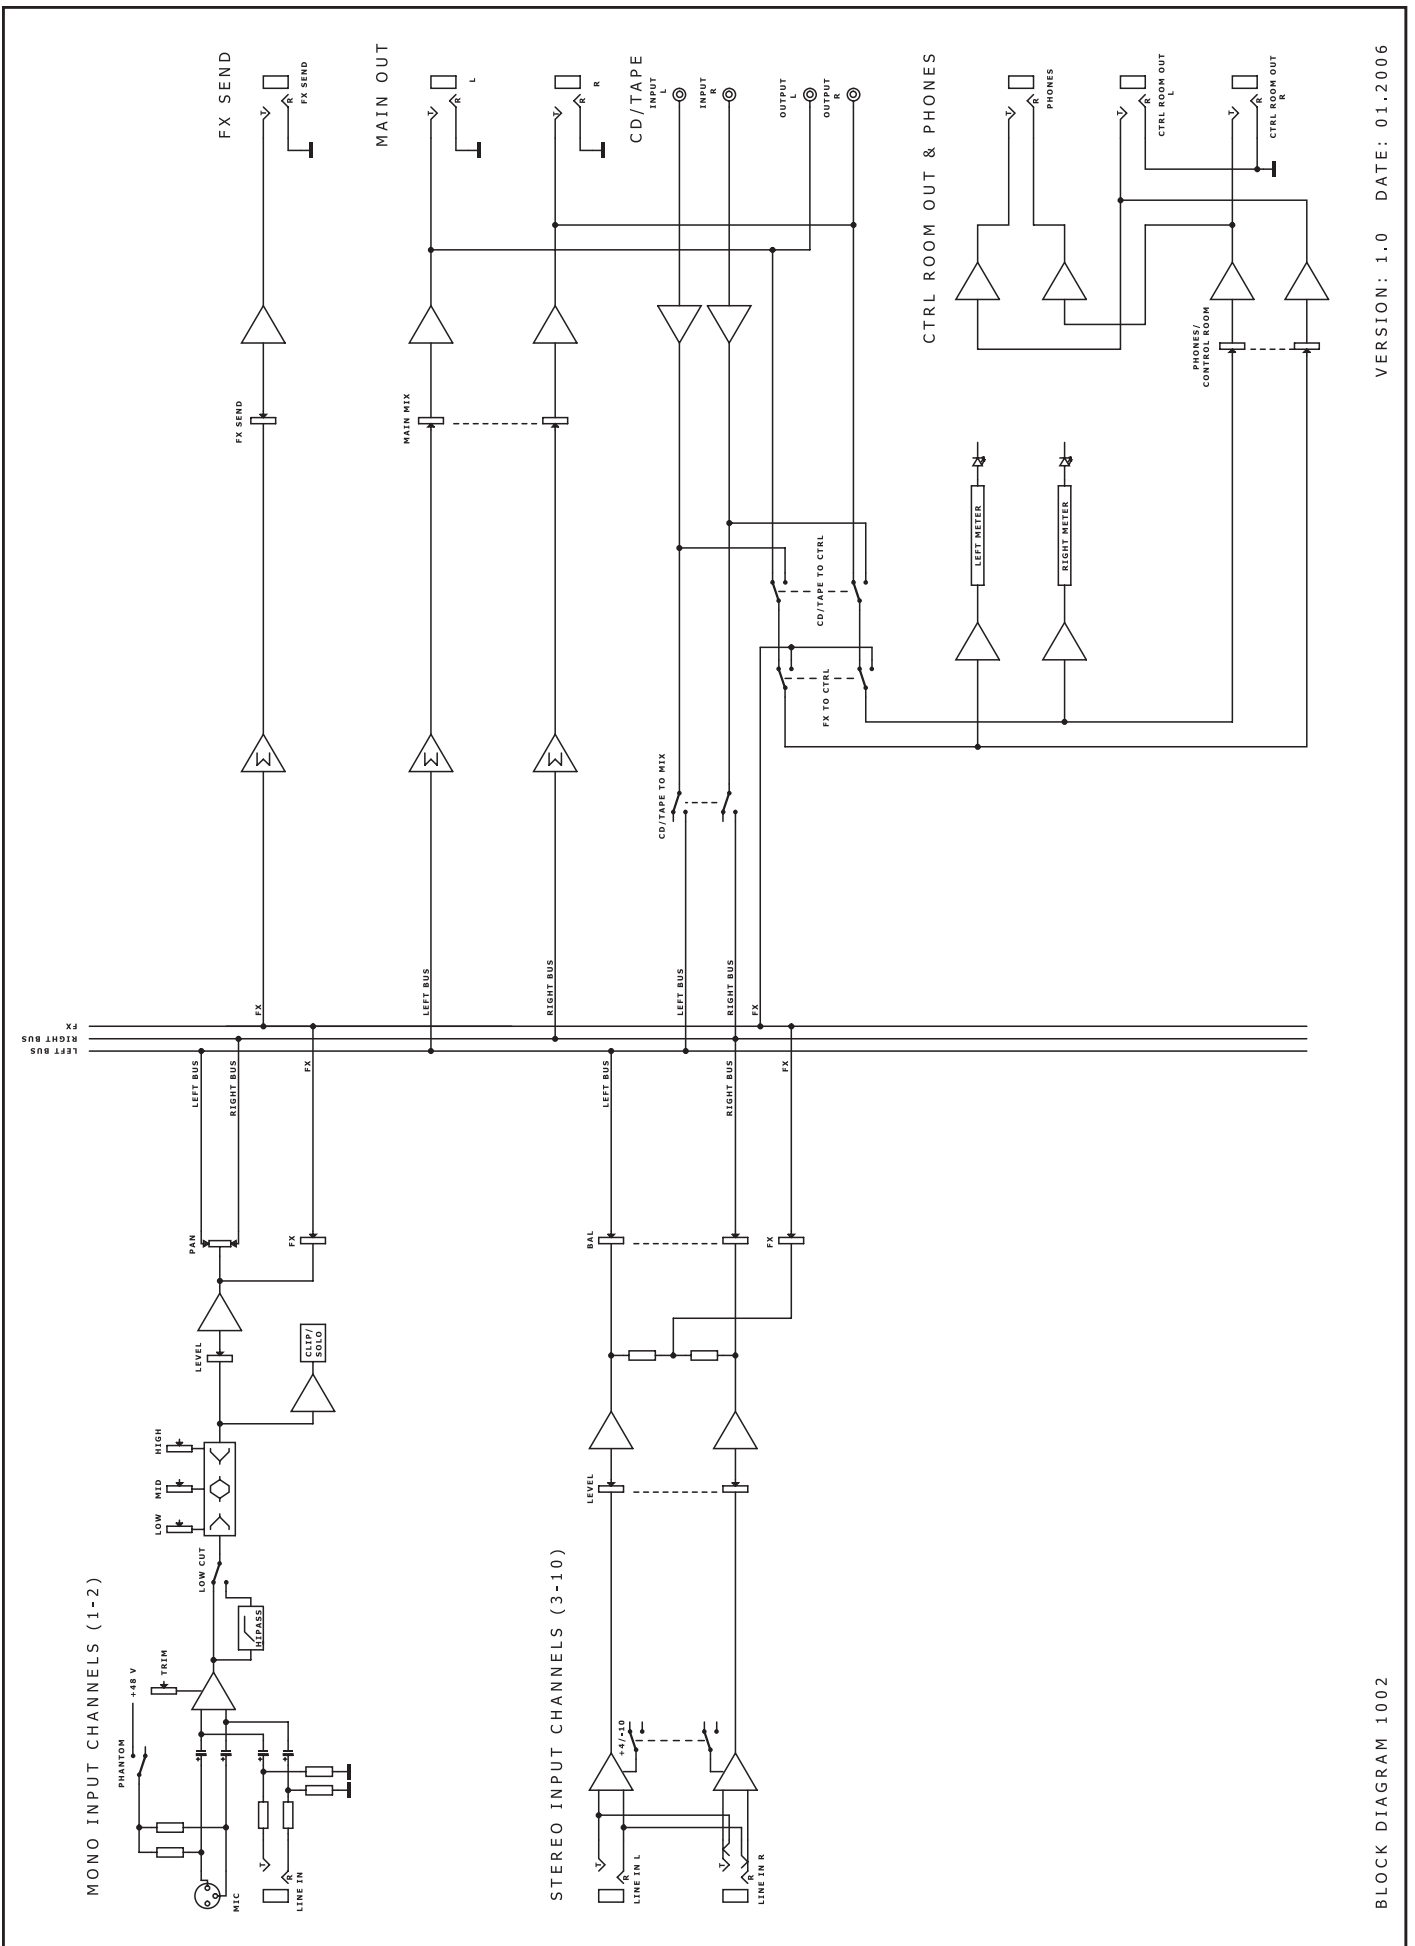 MONO INPUT CHANNELS (1-2)
MIC
LINE IN
T
R
PHANTOM
+48 V
TRIM
HIPASS
LOW CUT
LOW
MID
HIGH
LEVEL
CLIP/
SOLO
PAN
FX
LEFT BUS
RIGHT BUS
FX
STEREO INPUT CHANNELS (3-10)
LINE IN L
T
R
LINE IN R
T
R
+4/-10
LEVEL
BAL
FX
LEFT BUS
RIGHT BUS
FX
LEFT BUS
RIGHT BUS
FX
FX
LEFT BUS
RIGHT BUS
LEFT BUS
RIGHT BUS
FX
FX SEND
FX SEND
T
R
FX SEND
MAIN MIX
MAIN OUT
T
R
L
T
R
R
CD/TAPE TO MIX
FX TO CTRL
CD/TAPE TO CTRL
CD/TAPE
INPUT
L
INPUT
R
OUTPUT
L
OUTPUT
R
LEFT METER
RIGHT METER
PHONES/
CONTROL ROOM
CTRL ROOM OUT & PHONES
T
R
PHONES
T
R
CTRL ROOM OUT
L
T
R
CTRL ROOM OUT
R
BLOCK DIAGRAM 1002
VERSION: 1.0 DATE: 01.2006